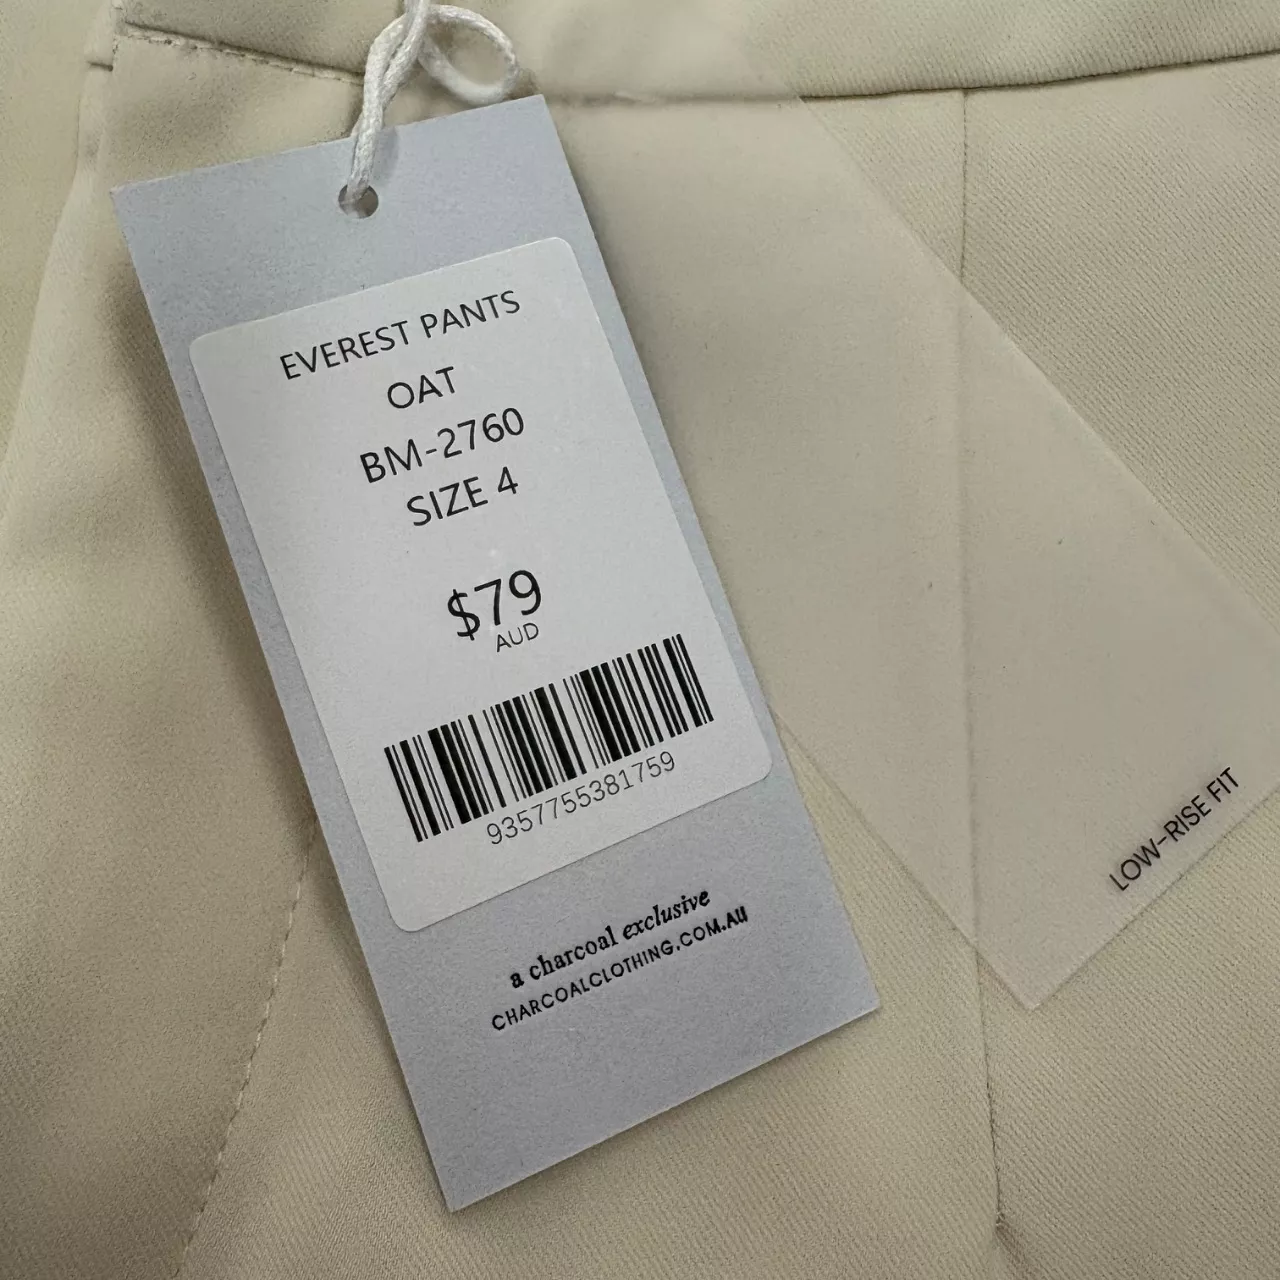 EVEREST PANTS
OAT
BM-2760
SIZE 4
$79
AUD
9357755381759
a charcoal exclusive
CHARCOALCLOTHING.COM.AU
LOW-RISE FIT